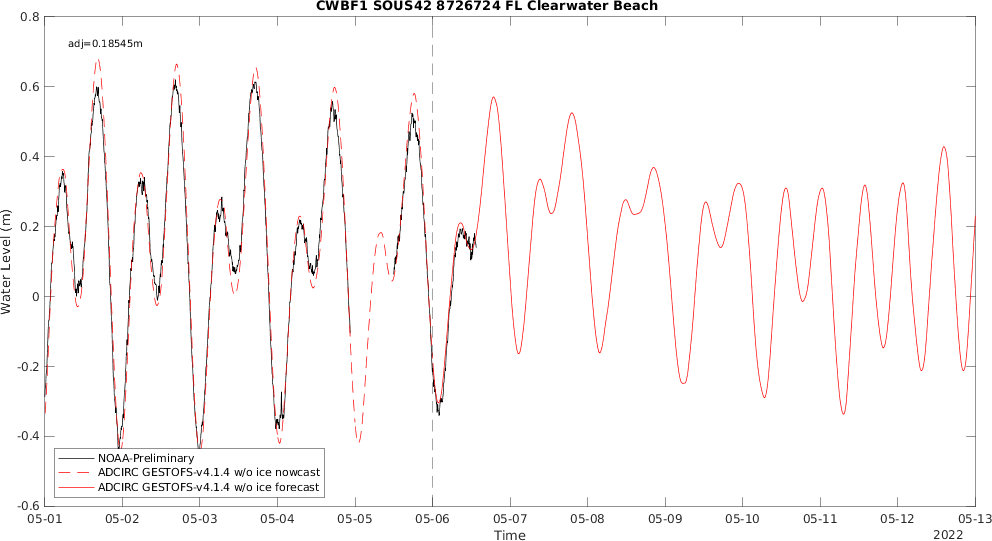 CWBF1 SOUS42 8726724 FL Clearwater Beach
adj=0.18545m
0.8
0.6
0.4
0.2
0
-0.2
-0.4
-0.6
Water Level (m)
NOAA-Preliminary
ADCIRC GESTOFS-v4.1.4 w/o ice nowcast
ADCIRC GESTOFS-v4.1.4 w/o ice forecast
05-01 05-02 05-03 05-04 05-05 05-06 05-07 05-08 05-09 05-10 05-11 05-12 05-13
Time
2022